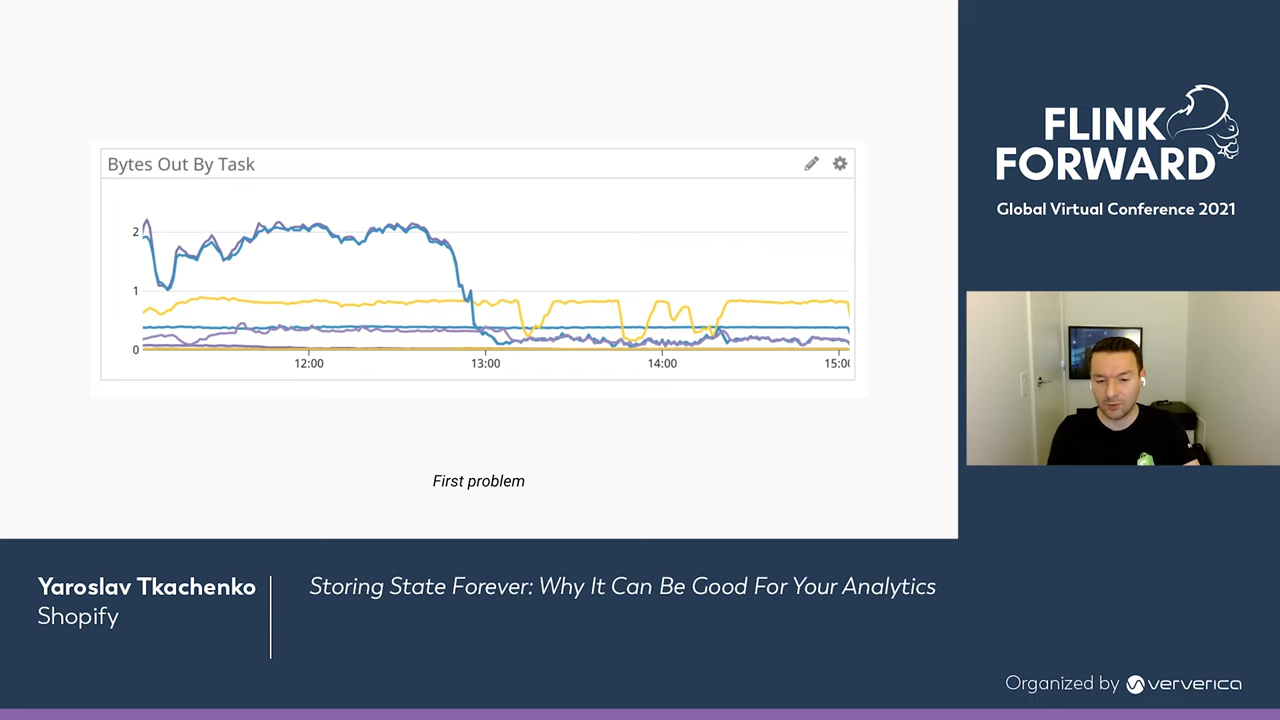 Bytes Out By Task
2
1
0
12:00
13:00
14:00
15:00
First problem
FLINK
FORWARD
Global Virtual Conference 2021
Yaroslav Tkachenko
Shopify
Storing State Forever: Why It Can Be Good For Your Analytics
Organized by ververica